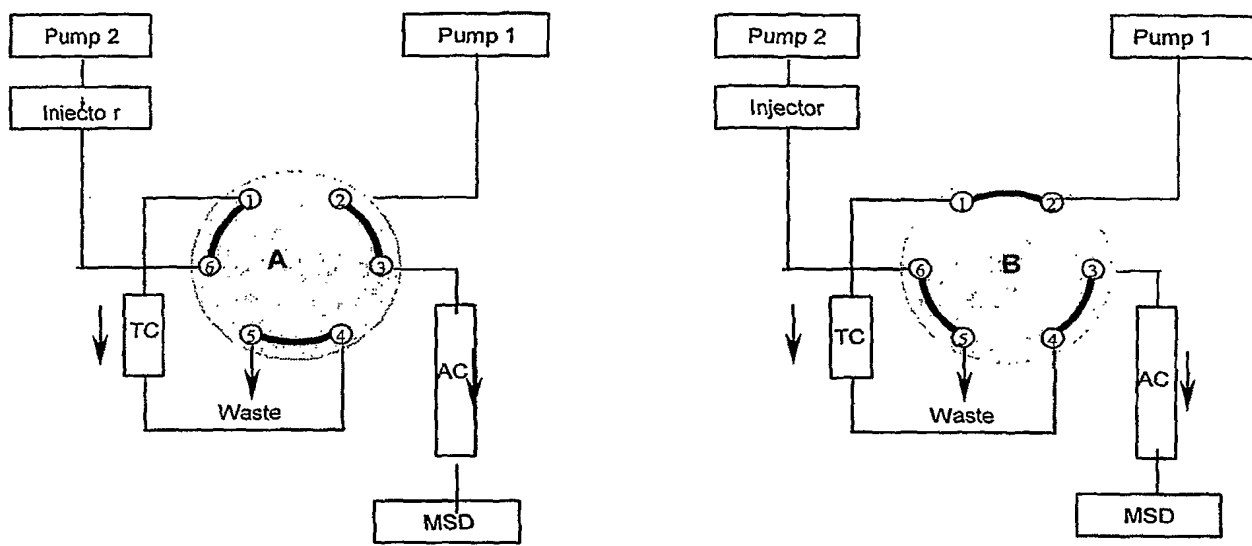 Pump 2
Pump 1
Iniecto r
1
2
6
A
3
TC
5
4
AC
Waste
MSD
Pump 2
Pump 1
Injector
1
2
6
B
3
TC
5
4
AC
Waste
MSD